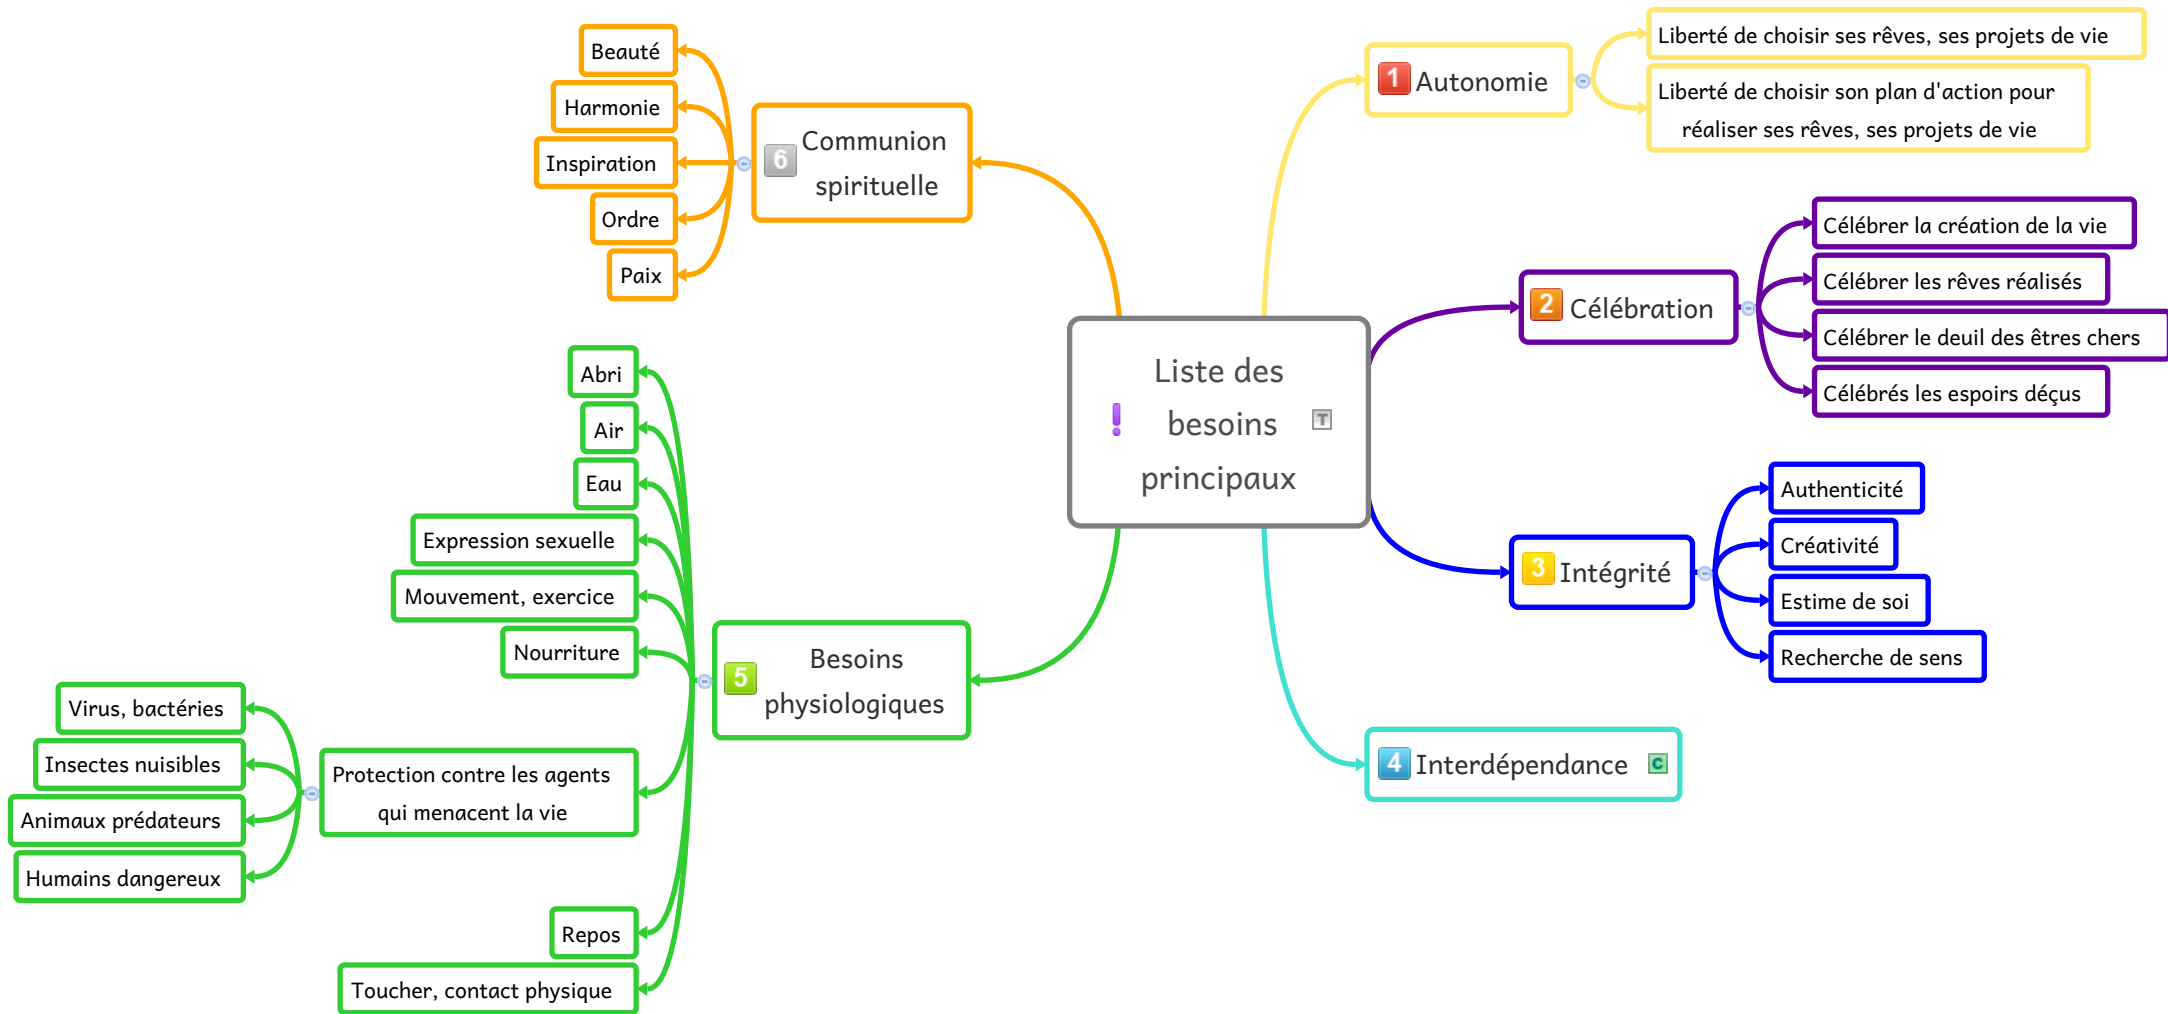 Liste des
besoins
principaux
T
1 Autonomie
Liberté de choisir ses rêves, ses projets de vie
Liberté de choisir son plan d'action pour
réaliser ses rêves, ses projets de vie
2 Célébration
Célébrer la création de la vie
Célébrer les rêves réalisés
Célébrer le deuil des êtres chers
Célébrés les espoirs déçus
3 Intégrité
Authenticité
Créativité
Estime de soi
Recherche de sens
4 Interdépendance C
5 Besoins
physiologiques
Abri
Air
Eau
Expression sexuelle
Mouvement, exercice
Nourriture
Protection contre les agents
qui menacent la vie
Virus, bactéries
Insectes nuisibles
Animaux prédateurs
Humains dangereux
Repos
Toucher, contact physique
6 Communion
spirituelle
Beauté
Harmonie
Inspiration
Ordre
Paix